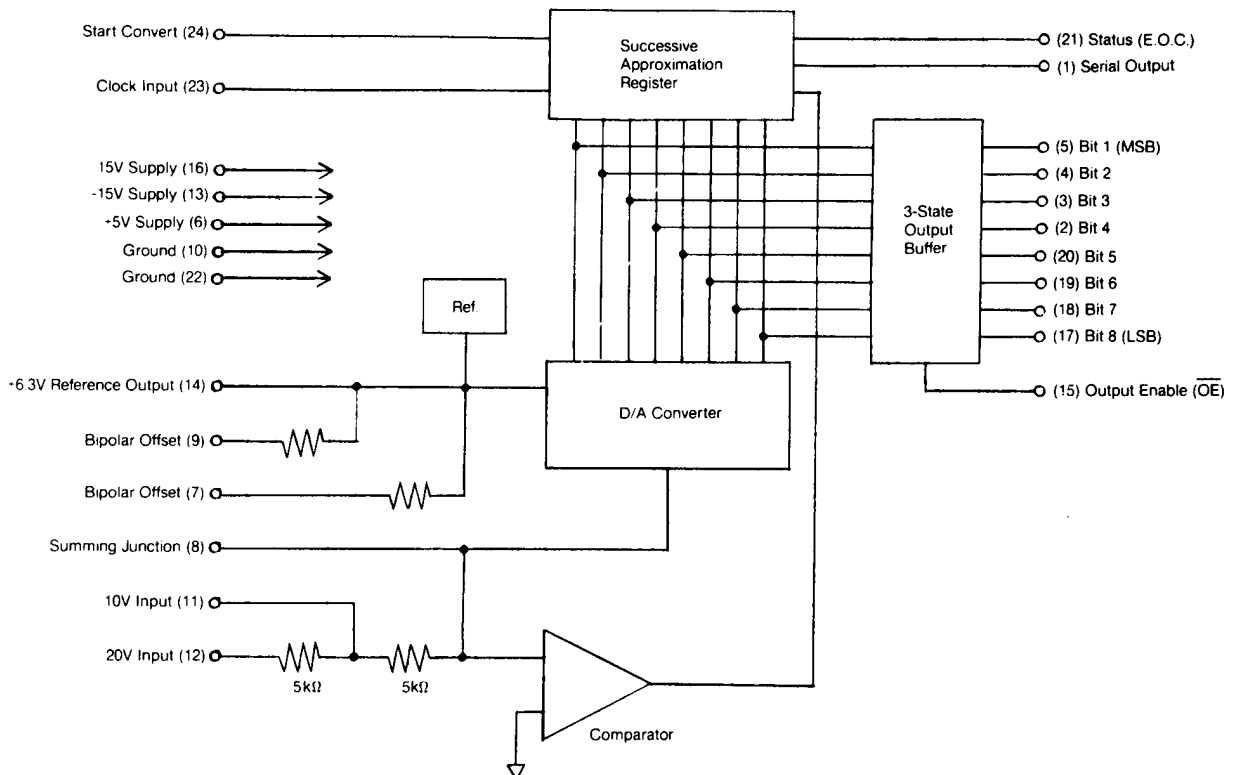 Start Convert (24)
Clock Input (23)
Successive
Approximation
Register
(21) Status (E.O.C.)
(1) Serial Output
15V Supply (16)
-15V Supply (13)
+5V Supply (6)
Ground (10)
Ground (22)
3-State
Output
Buffer
(5) Bit 1 (MSB)
(4) Bit 2
(3) Bit 3
(2) Bit 4
(20) Bit 5
(19) Bit 6
(18) Bit 7
(17) Bit 8 (LSB)
(15) Output Enable (O̅E̅)
Ref.
+6.3V Reference Output (14)
Bipolar Offset (9)
Bipolar Offset (7)
D/A Converter
Summing Junction (8)
10V Input (11)
20V Input (12)
5kΩ
5kΩ
Comparator